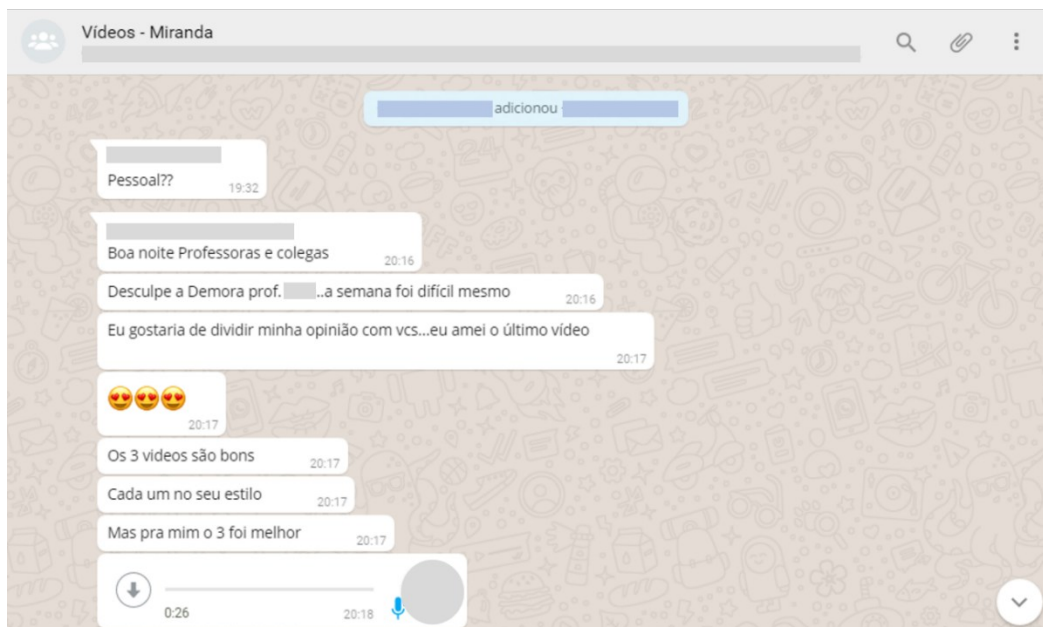 Vídeos - Miranda
adicionou
Pessoal??
19:32
Boa noite Professoras e colegas
20:16
Desculpe a Demora prof. ..a semana foi difícil mesmo
20:16
Eu gostaria de dividir minha opinião com vcs...eu amei o último vídeo
20:17
😍😍😍
20:17
Os 3 videos são bons
20:17
Cada um no seu estilo
20:17
Mas pra mim o 3 foi melhor
20:17
0:26
20:18